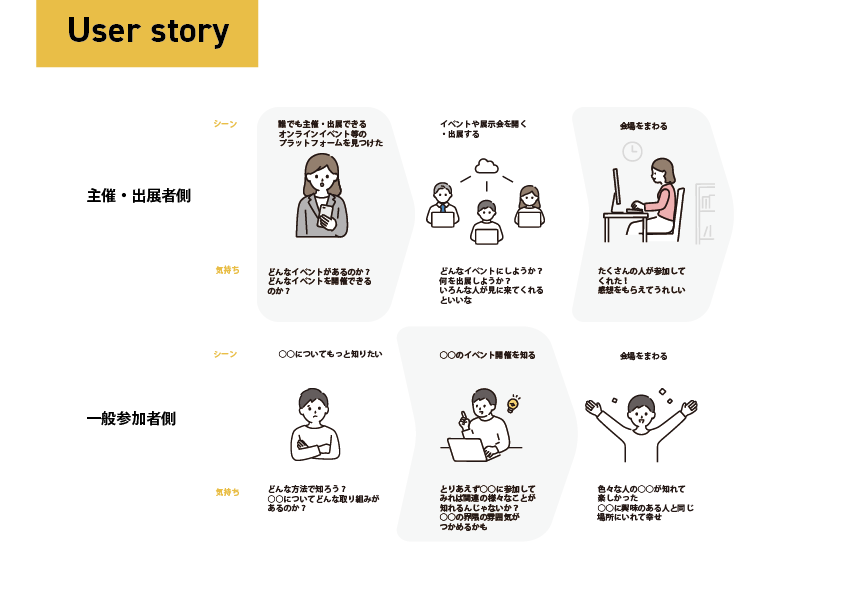 User story
主催・出展者側
シーン
誰でも主催・出展できる
オンラインイベント等の
プラットフォームを見つけた
イベントや展示会を開く
・出展する
会場をまわる
気持ち
どんなイベントがあるのか？
どんなイベントを開催できる
のか？
どんなイベントにしようか？
何を出展しようか？
いろんな人が見に来てくれる
といいな
たくさんの人が参加して
くれた！
感想をもらえてうれしい
一般参加者側
シーン
〇〇についてもっと知りたい
〇〇のイベント開催を知る
会場をまわる
気持ち
どんな方法で知ろう？
〇〇についてどんな取り組みが
あるのか？
とりあえず〇〇に参加して
みれば関連の様々なことが
知れるんじゃないか？
〇〇の界隈の雰囲気が
つかめるかも
色々な人の〇〇が知れて
楽しかった
〇〇に興味のある人と同じ
場所にいれて幸せ